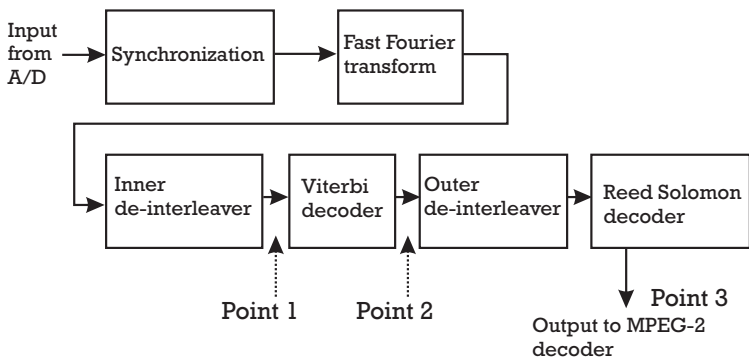 Input
from
A/D
Synchronization
Fast Fourier
transform
Inner
de-interleaver
Viterbi
decoder
Outer
de-interleaver
Reed Solomon
decoder
Point 1
Point 2
Point 3
Output to MPEG-2
decoder